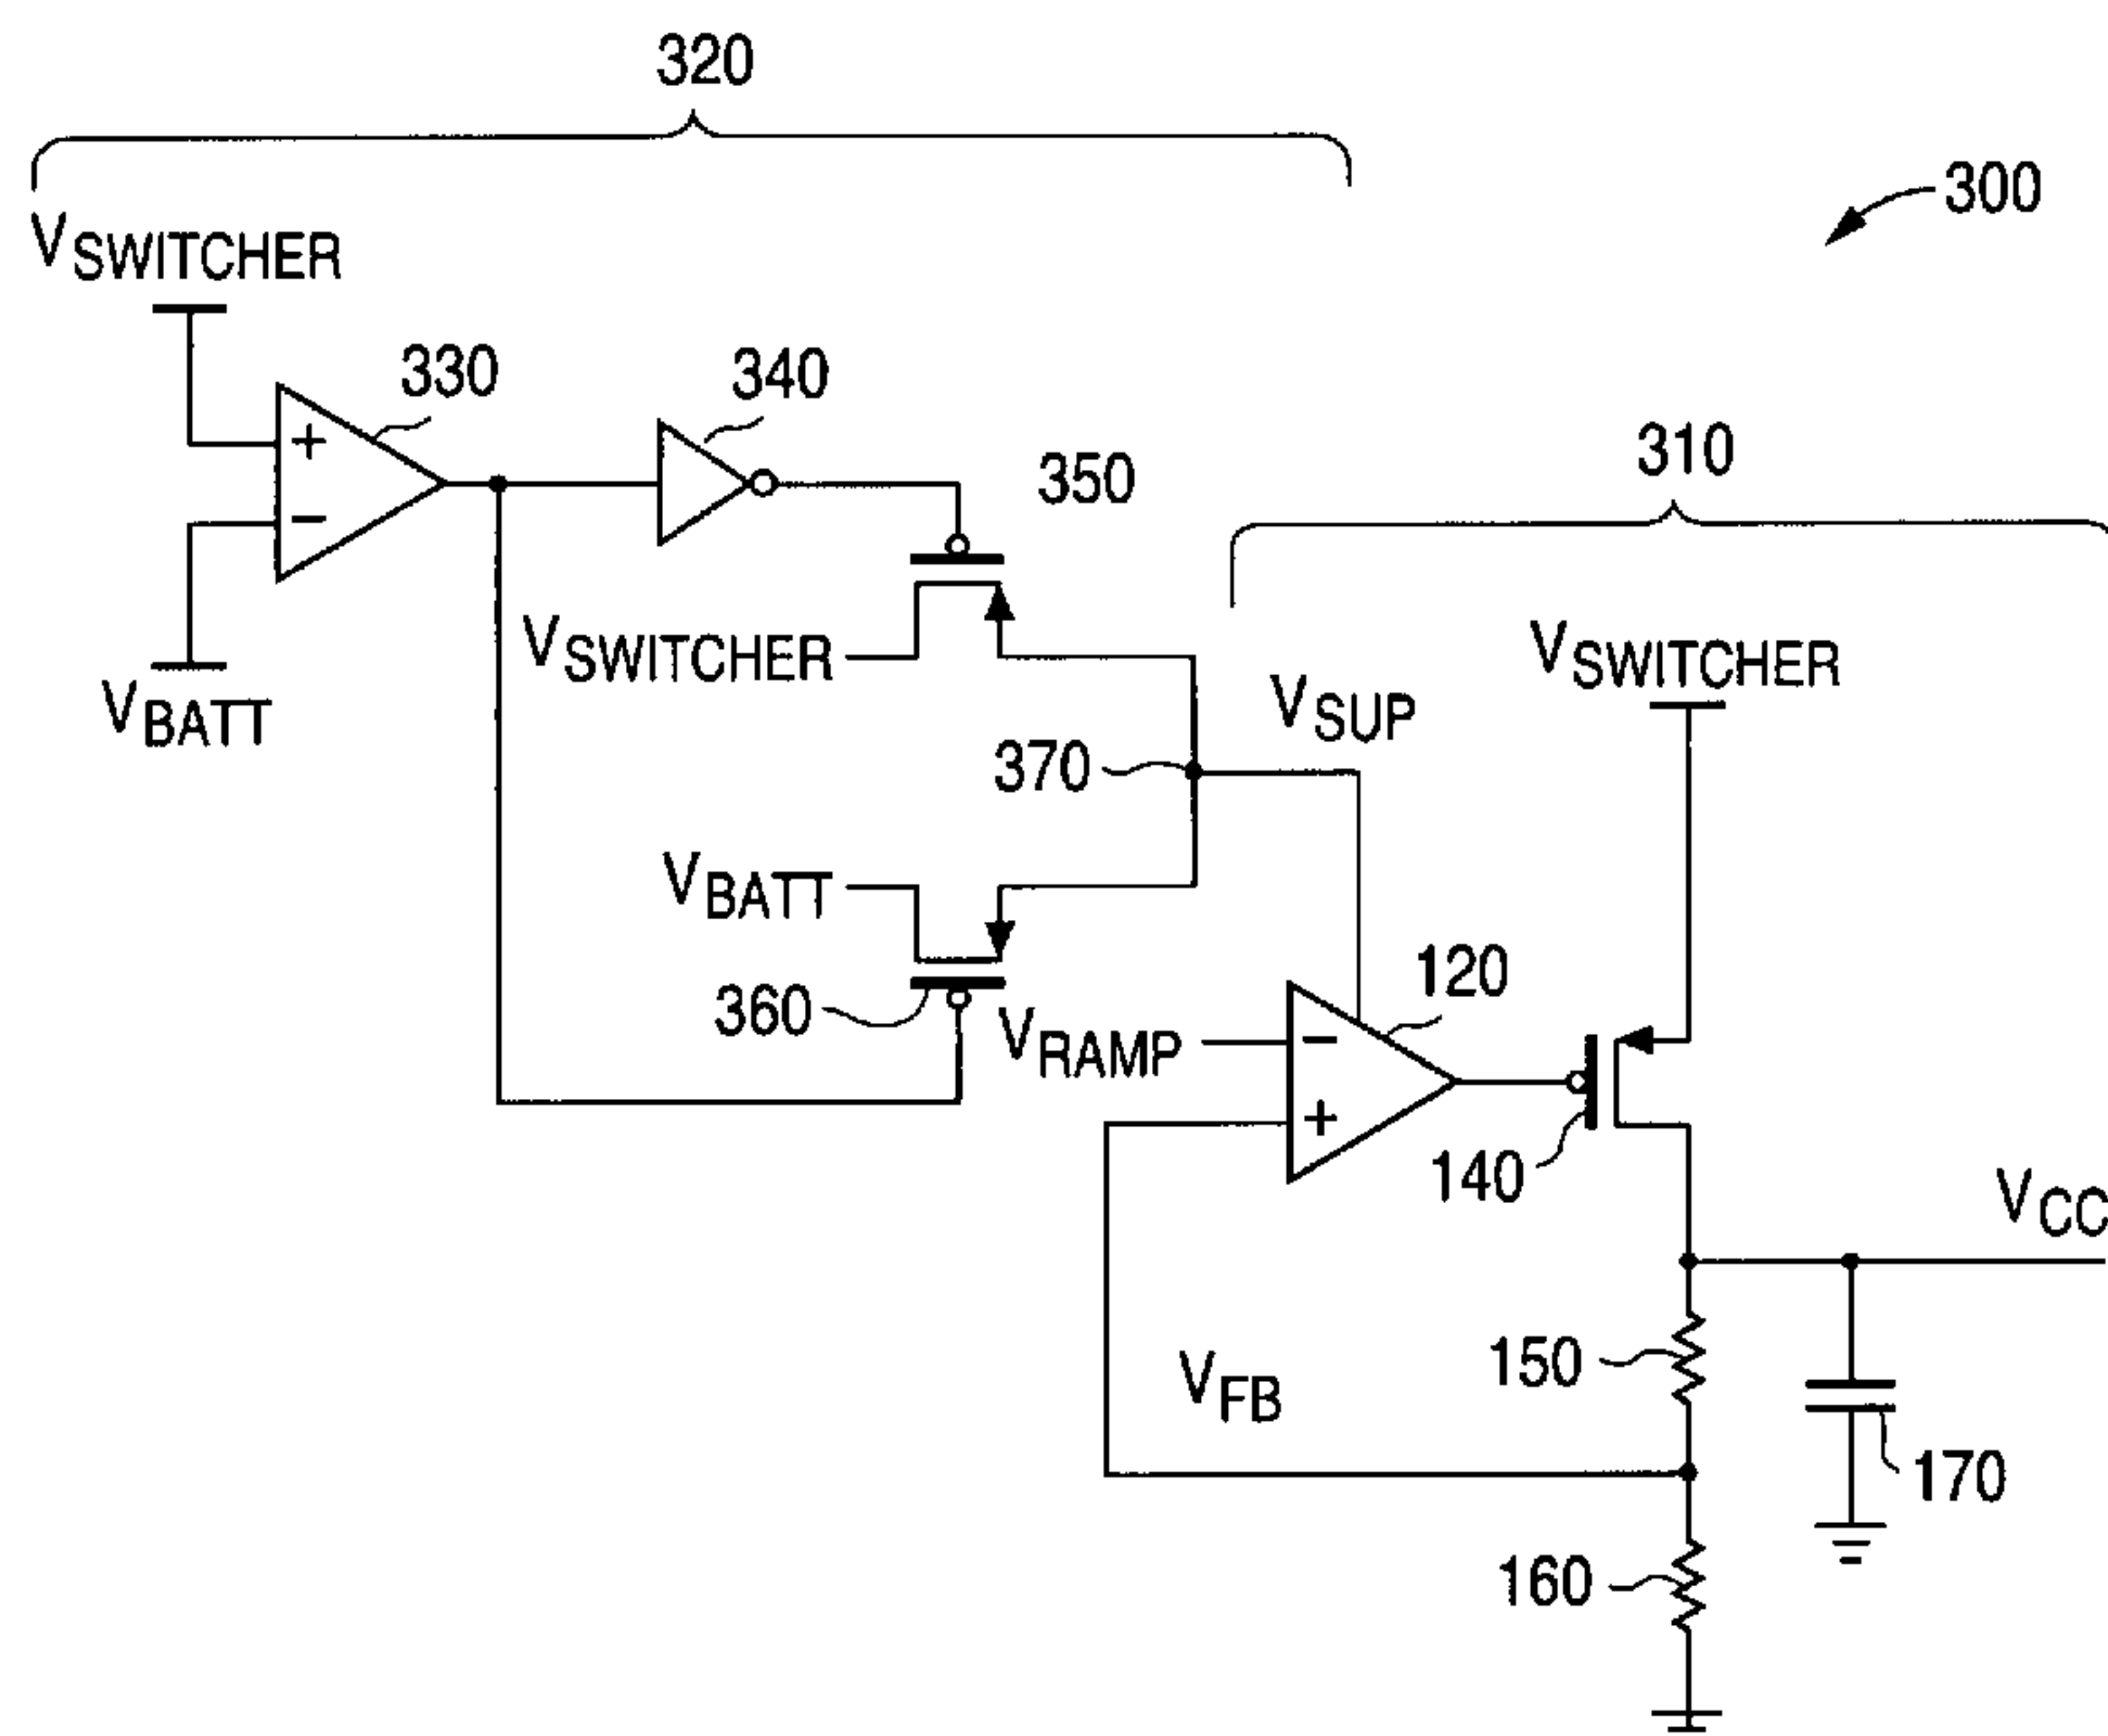 320
300
VSWITCHER
330
340
350
310
+
−
VSWITCHER
VSWITCHER
VBATT
VSUP
370
VBATT
120
360
VRAMP
−
+
140
VCC
150
VFB
170
160